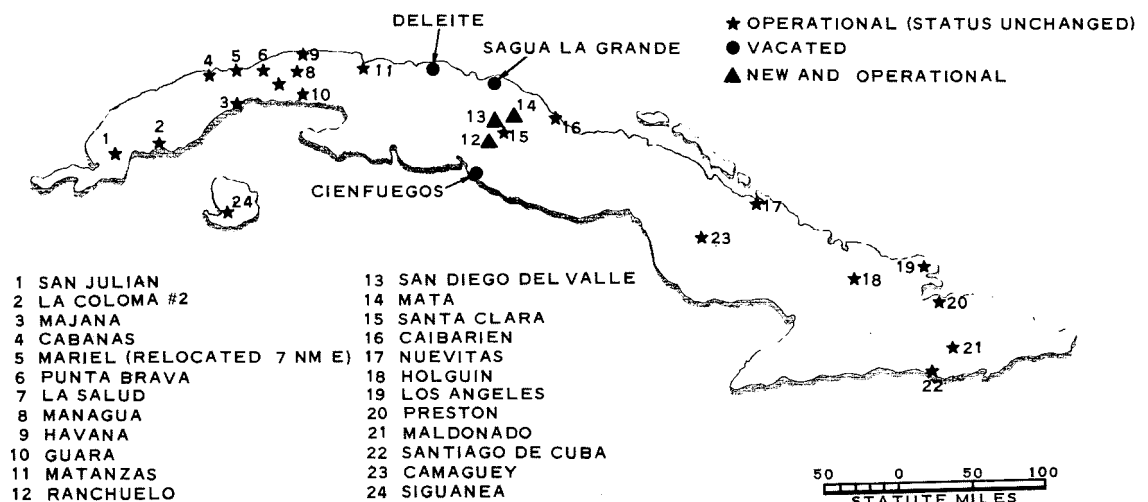 DELEITE
SAGUA LA GRANDE
★ OPERATIONAL (STATUS UNCHANGED)
● VACATED
▲ NEW AND OPERATIONAL
9
4 5 6
8
11
10
3
14
13
16
15
12
1 2
CIENFUEGOS
24
17
23
19
18
20
21
22
1 SAN JULIAN
2 LA COLOMA #2
3 MAJANA
4 CABANAS
5 MARIEL (RELOCATED 7 NM E)
6 PUNTA BRAVA
7 LA SALUD
8 MANAGUA
9 HAVANA
10 GUARA
11 MATANZAS
12 RANCHUELO
13 SAN DIEGO DEL VALLE
14 MATA
15 SANTA CLARA
16 CAIBARIEN
17 NUEVITAS
18 HOLGUIN
19 LOS ANGELES
20 PRESTON
21 MALDONADO
22 SANTIAGO DE CUBA
23 CAMAGUEY
24 SIGUANEA
50 0 50 100
STATUTE MILES